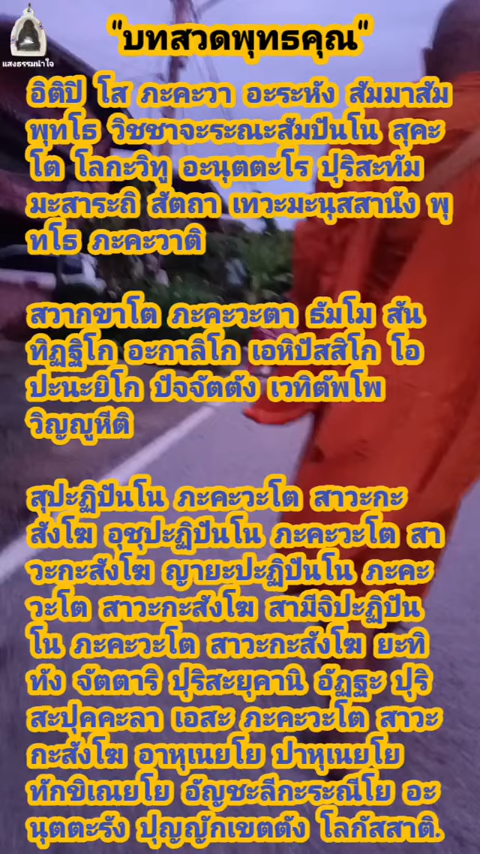 "บทสวดพุทธคุณ"
แสงธรรมนำใจ
อิติปิ โส ภะคะวา อะระหัง สัมมาสัม
พุทโธ วิชชาจะระณะสัมปันโน สุคะ
โต โลกะวิทู อะนุตตะโร ปุริสะทัม
มะสาระถิ สัตถา เทวะมะนุสสานัง พุ
ทโธ ภะคะวาติ
สวากขาโต ภะคะวะตา ธัมโม สัน
ทิฏฐิโก อะกาลิโก เอหิปัสสิโก โอ
ปะนะยิโก ปัจจัตตัง เวทิตัพโพ
วิญญูหีติ
สุปะฏิปันโน ภะคะวะโต สาวะกะ
สังโฆ อุชุปะฏิปันโน ภะคะวะโต สา
วะกะสังโฆ ญายะปะฏิปันโน ภะคะ
วะโต สาวะกะสังโฆ สามีจิปะฏิปัน
โน ภะคะวะโต สาวะกะสังโฆ ยะทิ
ทัง จัตตาริ ปุริสะยุคานิ อัฏฐะ ปุริ
สะปุคคะลา เอสะ ภะคะวะโต สาวะ
กะสังโฆ อาหุเนยโย ปาหุเนยโย
ทักขิเณยโย อัญชะลีกะระณีโย อะ
นุตตะรัง ปุญญักเขตตัง โลกัสสาติ.